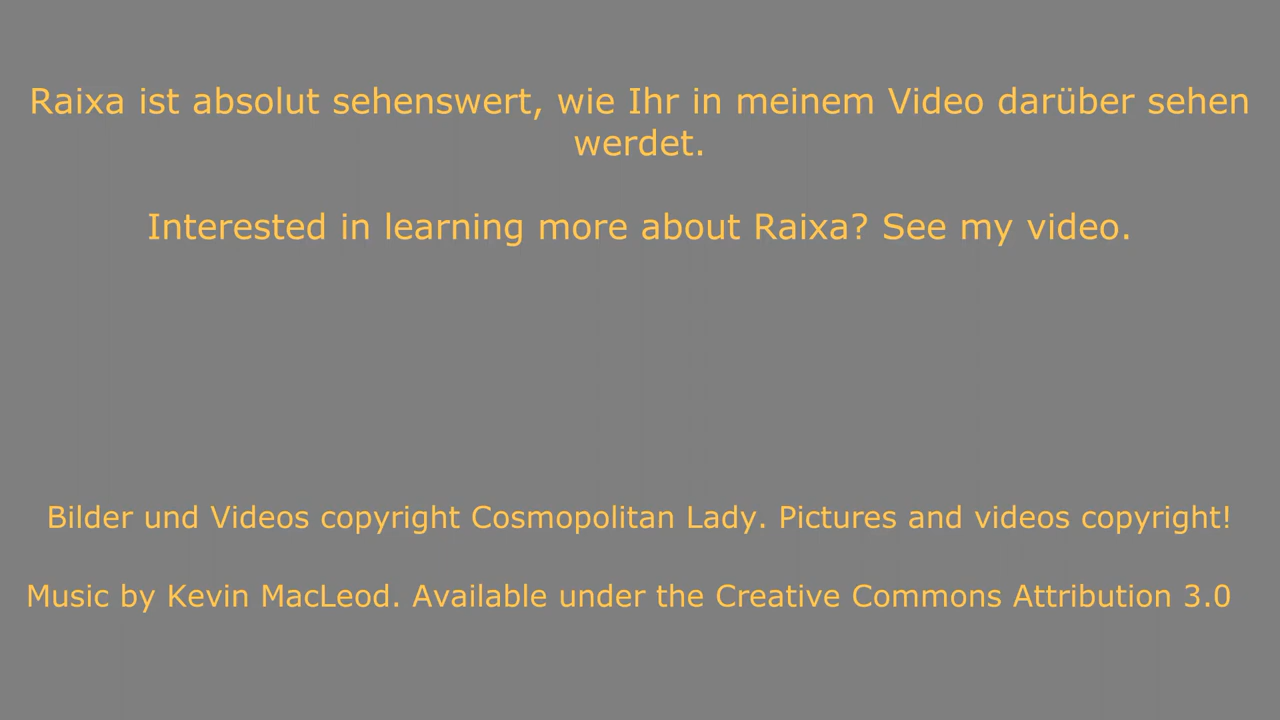 Raixa ist absolut sehenswert, wie Ihr in meinem Video darüber sehen
werdet.
Interested in learning more about Raixa? See my video.
Bilder und Videos copyright Cosmopolitan Lady. Pictures and videos copyright!
Music by Kevin MacLeod. Available under the Creative Commons Attribution 3.0